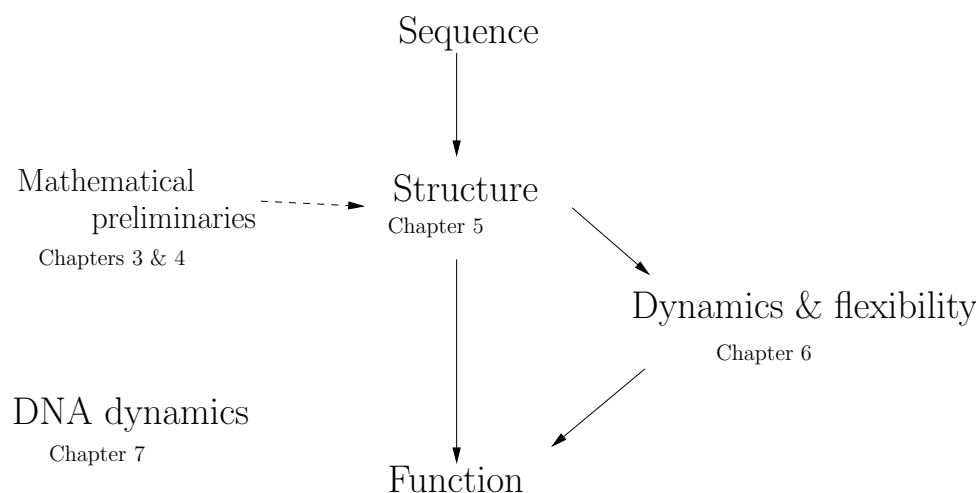 Sequence
Mathematical
preliminaries
Chapters 3 & 4
Structure
Chapter 5
Dynamics & flexibility
Chapter 6
DNA dynamics
Chapter 7
Function